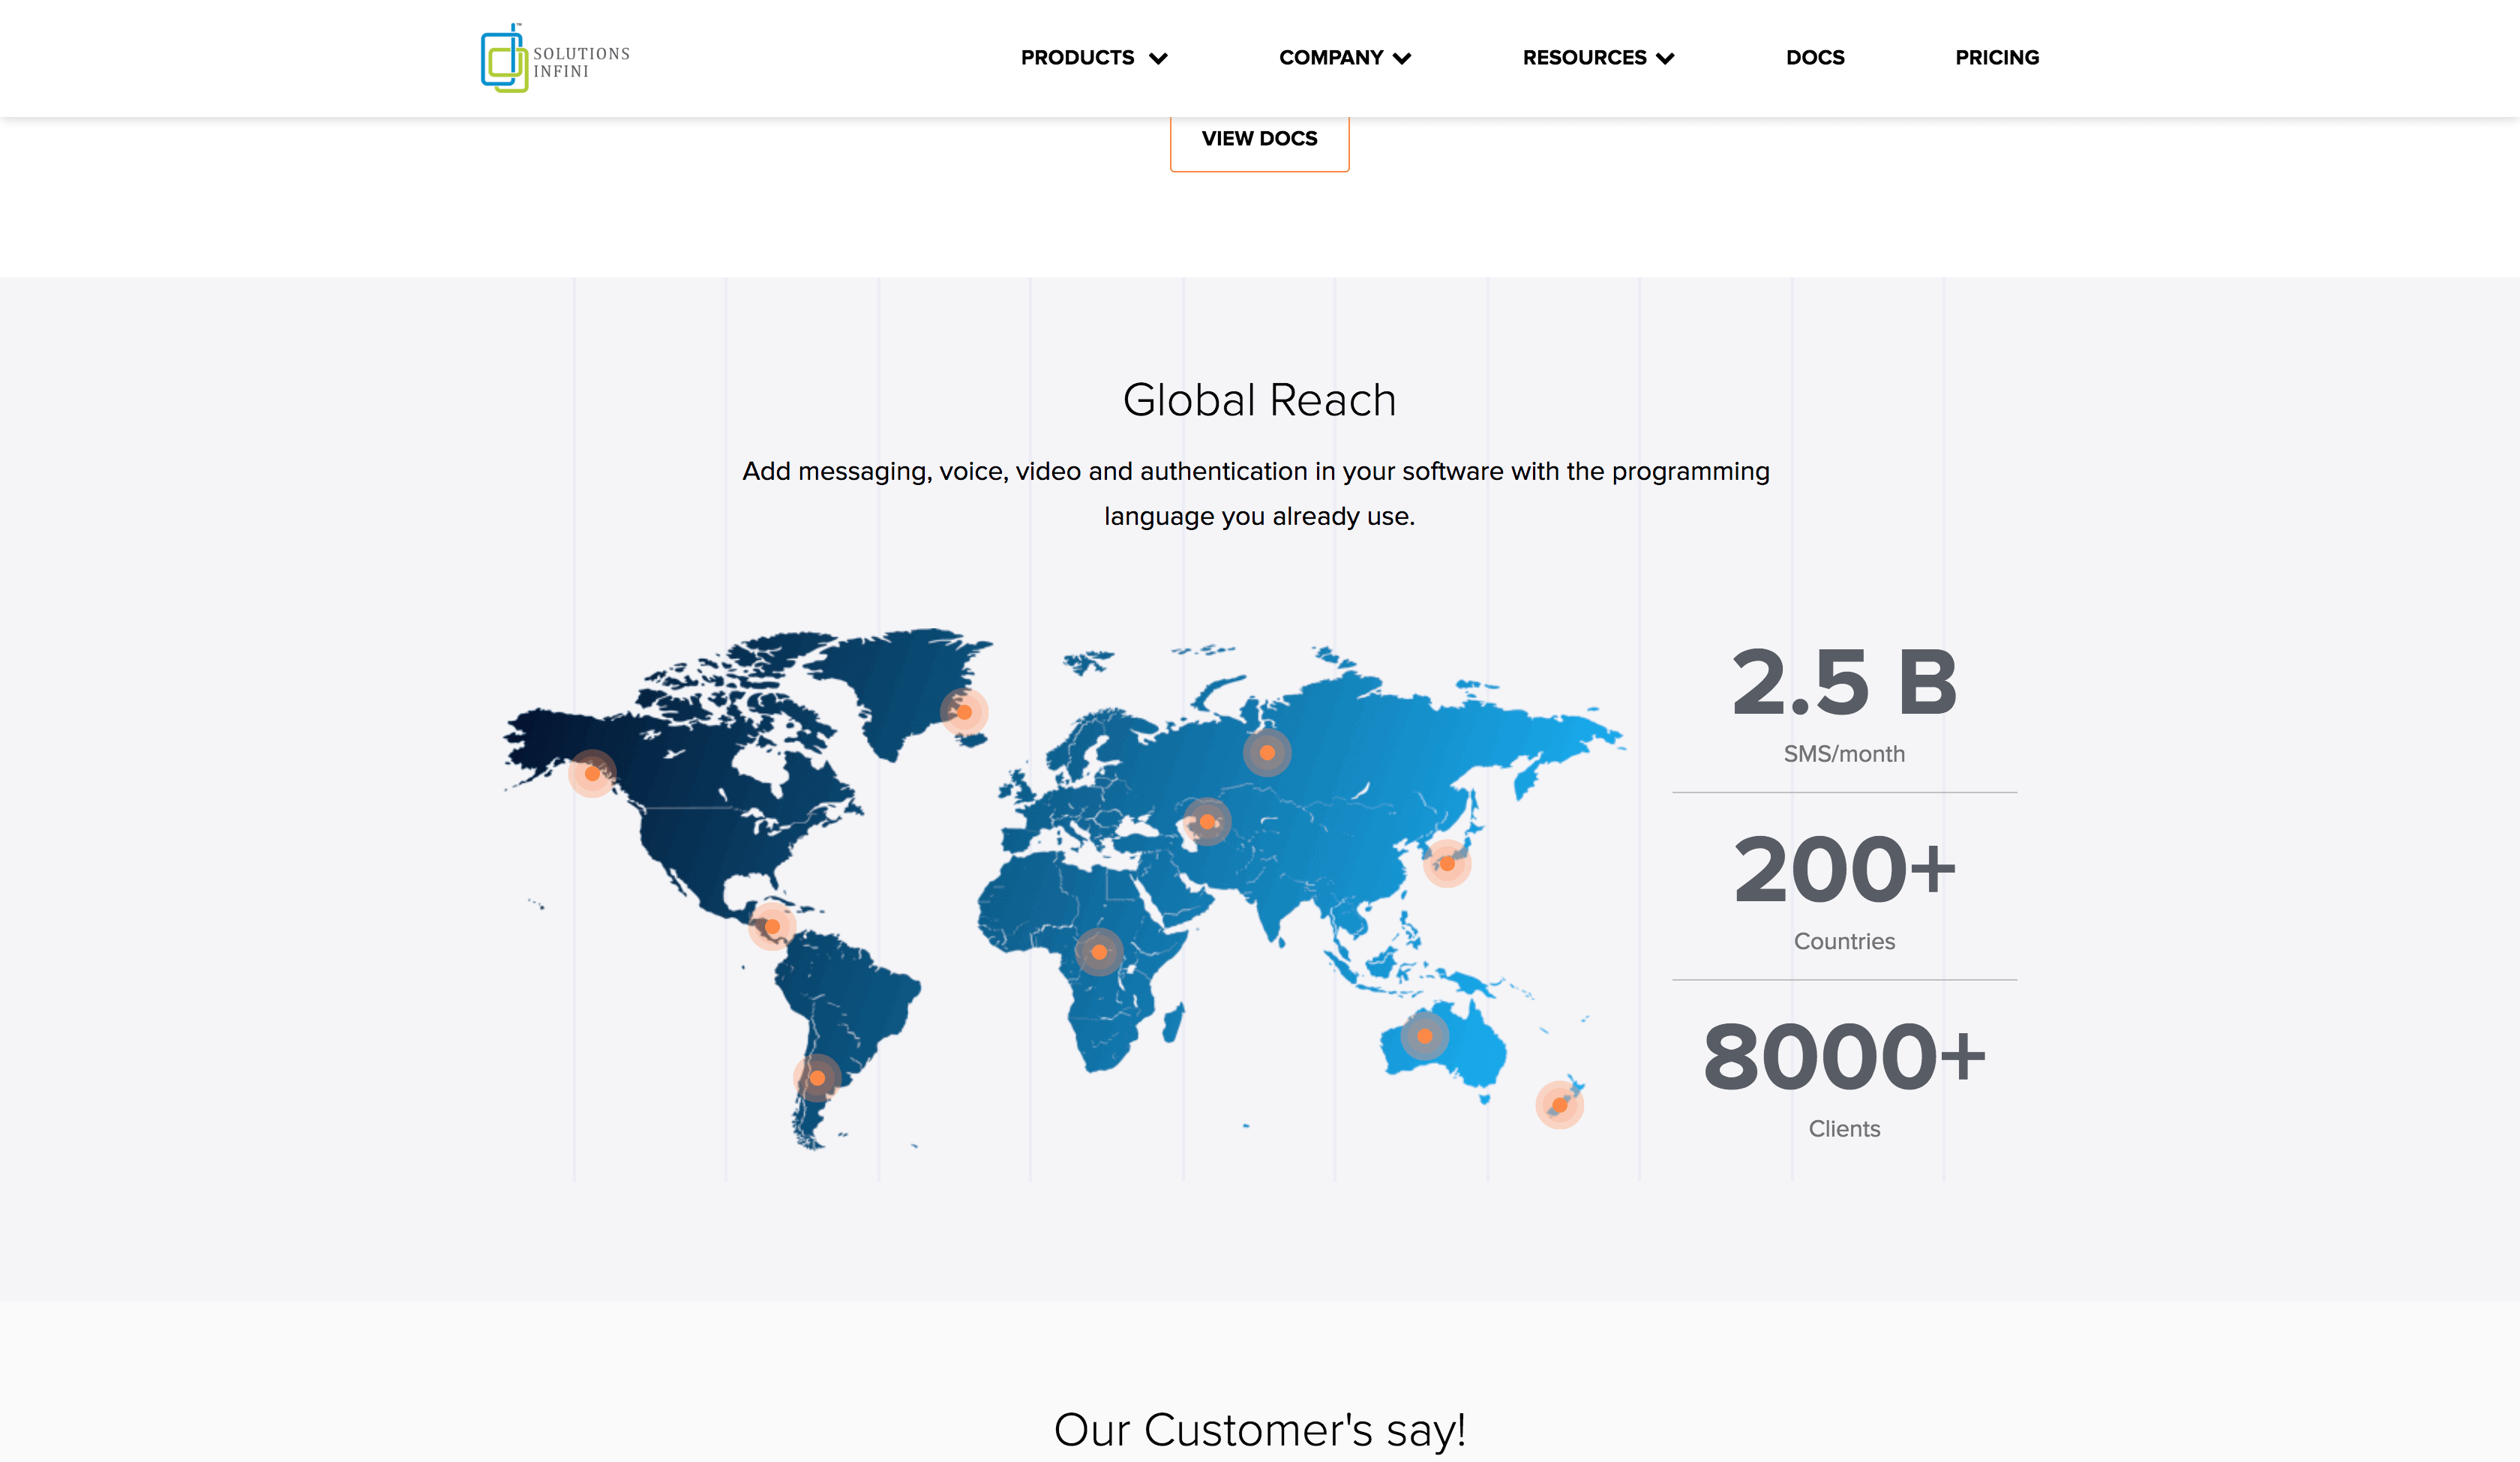 SOLUTIONS
INFINI
™
PRODUCTS
COMPANY
RESOURCES
DOCS
PRICING
VIEW DOCS
Global Reach
Add messaging, voice, video and authentication in your software with the programming
language you already use.
2.5 B
SMS/month
200+
Countries
8000+
Clients
Our Customer's say!